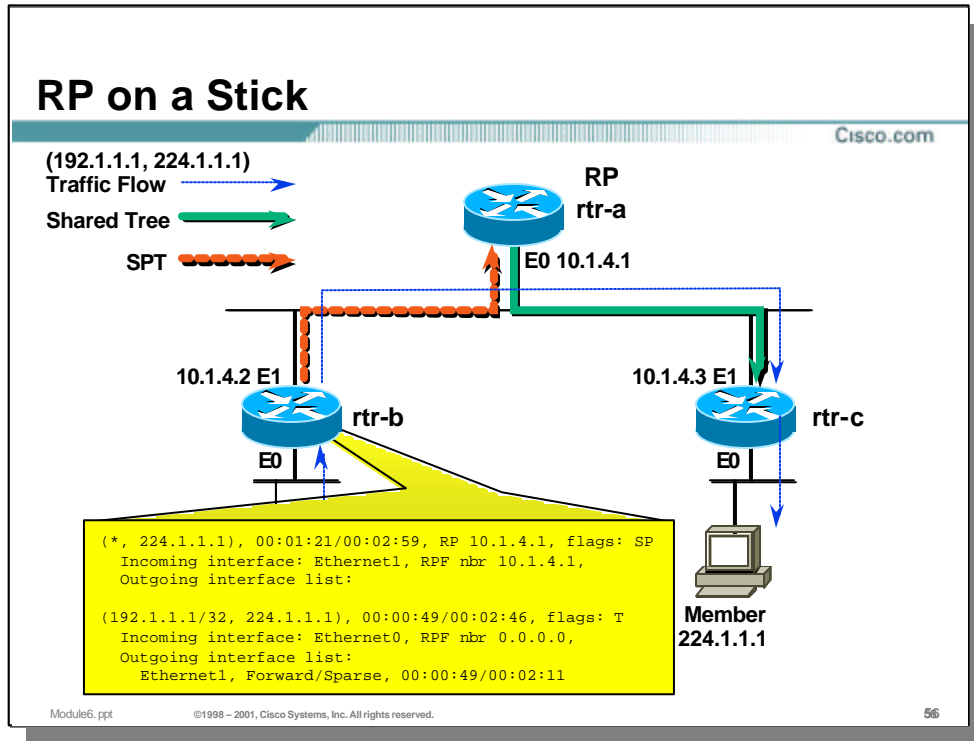 RP on a Stick
Cisco.com
(192.1.1.1, 224.1.1.1)
Traffic Flow
Shared Tree
SPT
RP
rtr-a
E0 10.1.4.1
10.1.4.2 E1
rtr-b
E0
10.1.4.3 E1
rtr-c
E0
(*, 224.1.1.1), 00:01:21/00:02:59, RP 10.1.4.1, flags: SP
Incoming interface: Ethernet1, RPF nbr 10.1.4.1,
Outgoing interface list:
(192.1.1.1/32, 224.1.1.1), 00:00:49/00:02:46, flags: T
Incoming interface: Ethernet0, RPF nbr 0.0.0.0,
Outgoing interface list:
Ethernet1, Forward/Sparse, 00:00:49/00:02:11
Member
224.1.1.1
Module6. ppt
©1998 – 2001, Cisco Systems, Inc. All rights reserved.